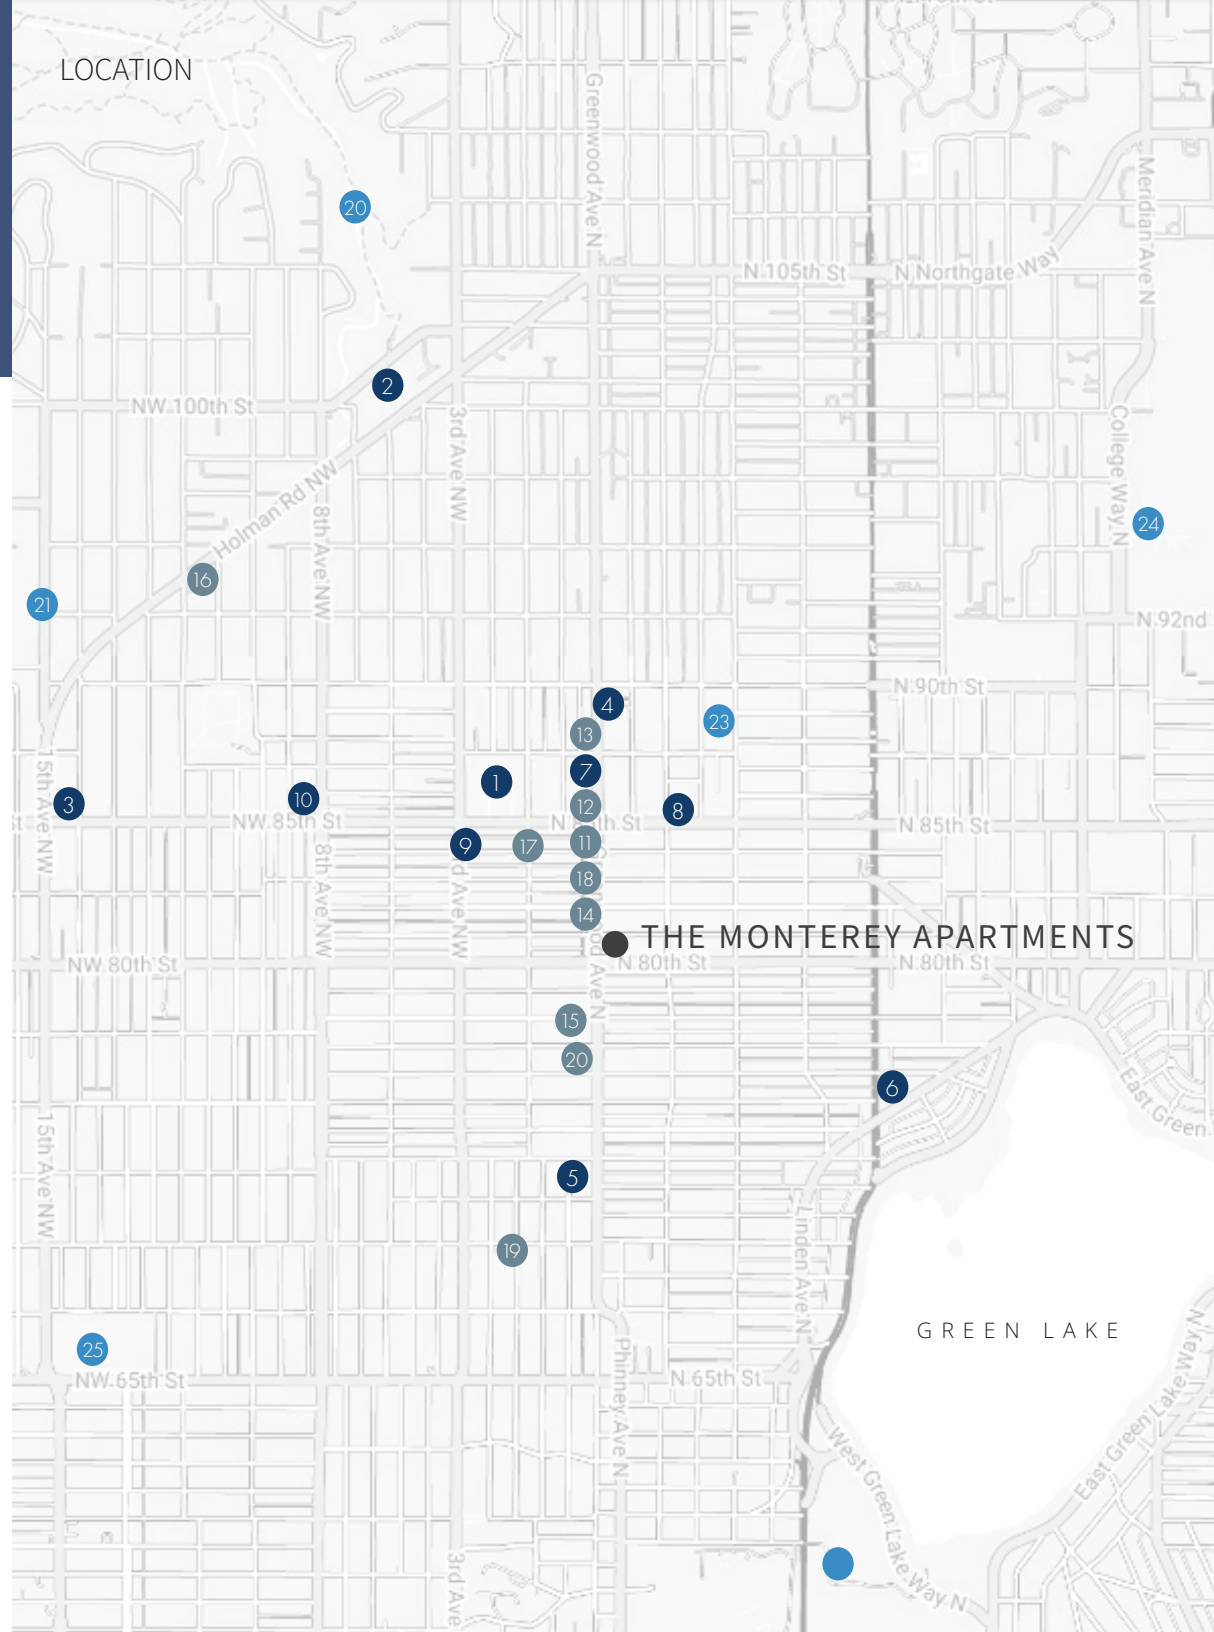 LOCATION
Greenwood Ave N
Meridian Ave N
20
N 105th St
N Northgate Way
2
NW 100th St
3rd Ave NW
College Way N
Holman Rd NW
8th Ave NW
24
16
21
N 92nd
N 90th St
4
23
13
7
1
10
3
12
8
15th Ave NW
NW 85th St
N 85th St
9
17
11
8th Ave NW
18
14
THE MONTEREY APARTMENTS
NW 80th St
N 80th St
N 80th St
15
20
6
East Green
15th Ave NW
5
Linden Ave N
19
GREEN LAKE
25
NW 65th St
N 65th St
Phinney Ave N
West Green Lake Way N
East Green Lake Way N
3rd Ave